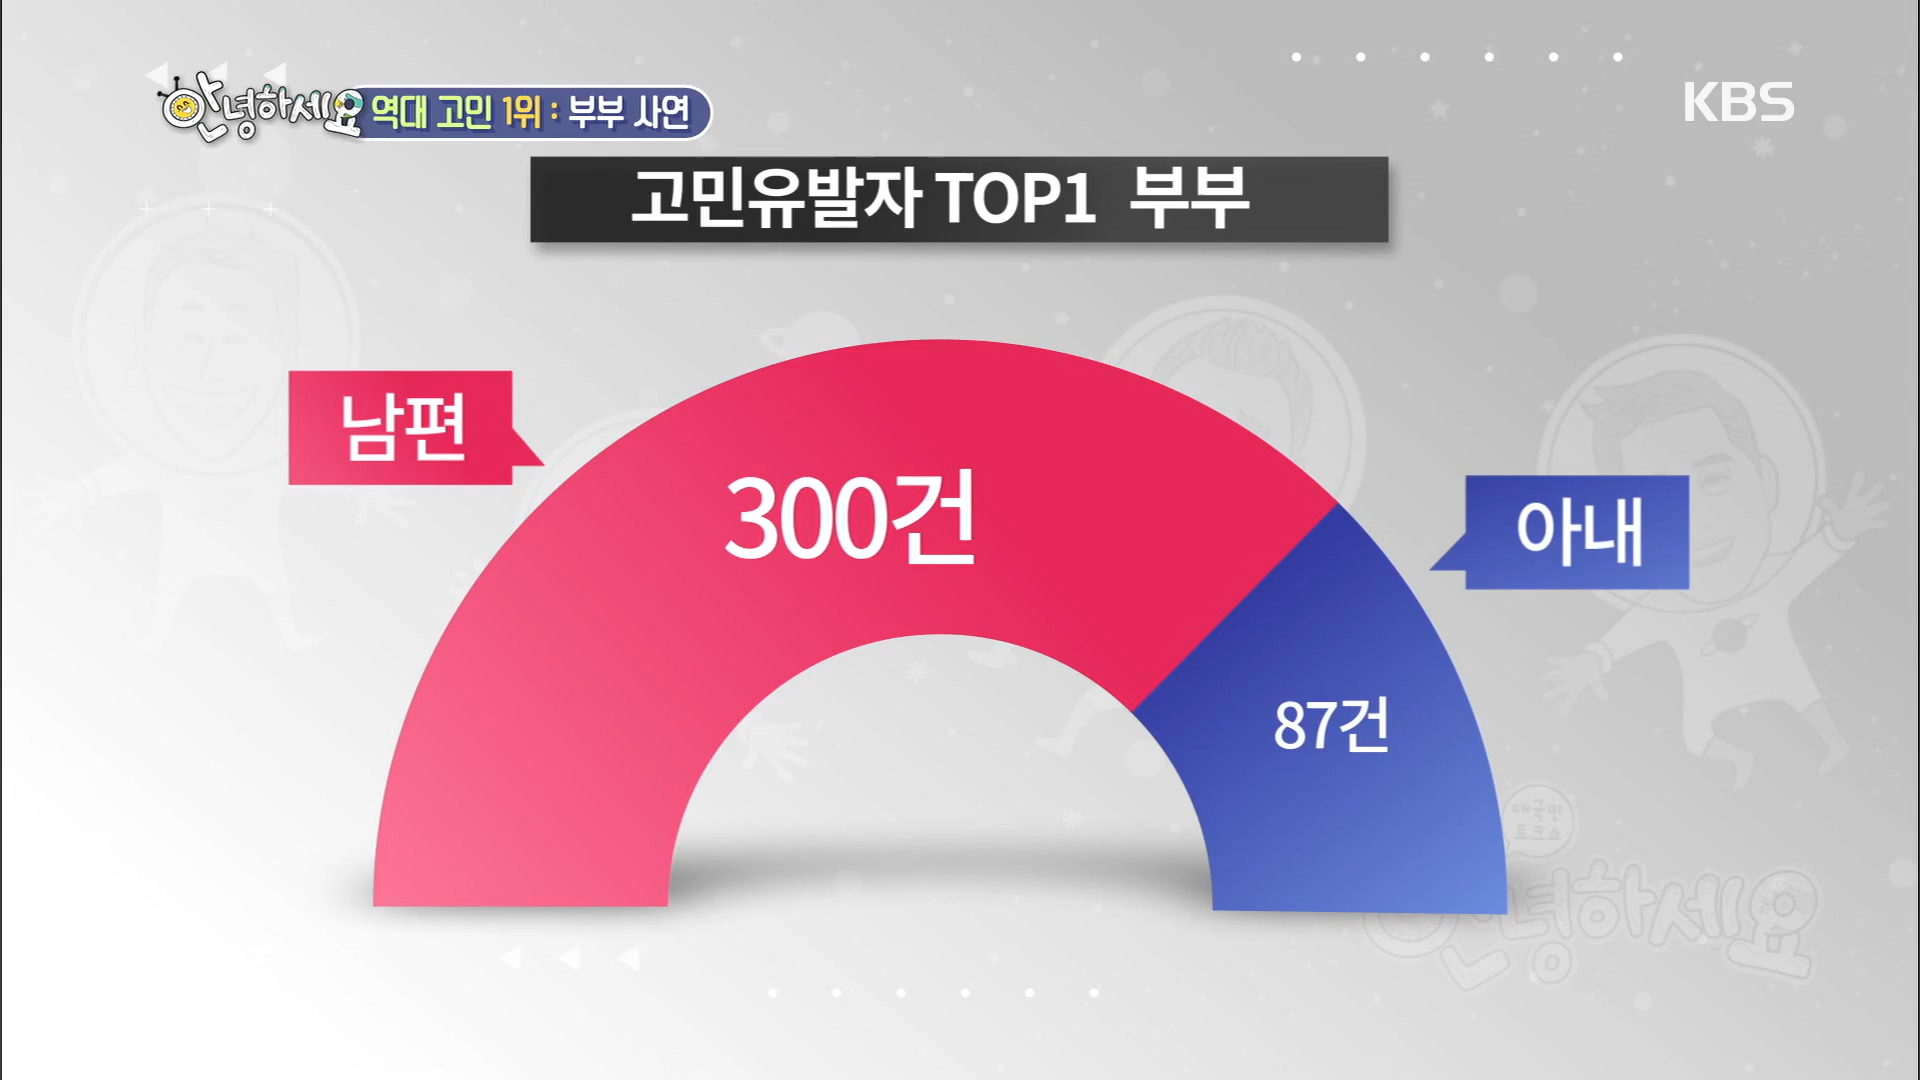 안녕하세요 역대 고민 1위 : 부부 사연
KBS
고민유발자 TOP1 부부
남편
300건
아내
87건
대국민
토크쇼
안녕하세요